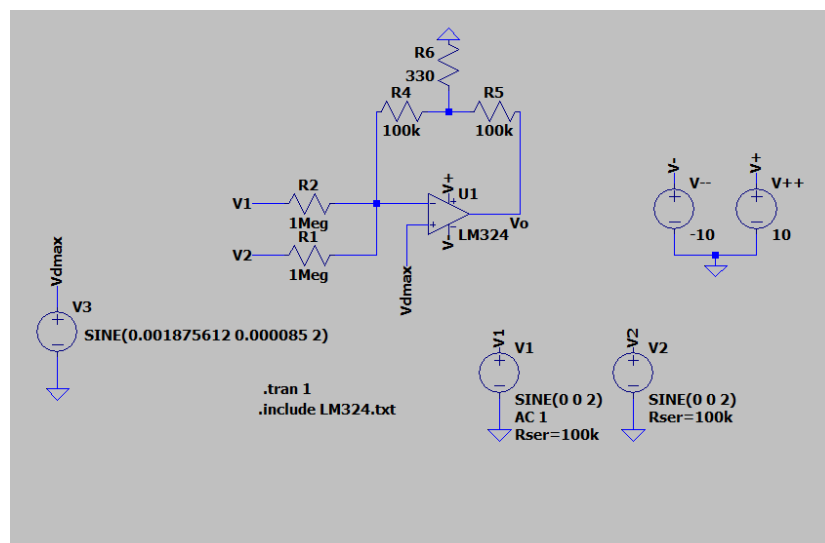 R6
330
R4
R5
100k
100k
V+
U1
R2
V1
1Meg
Vo
R1
LM324
V2
V-
1Meg
Vdmax
V-
V+
V--
V++
-10
10
Vdmax
V3
SINE(0.001875612 0.000085 2)
.tran 1
.include LM324.txt
V1
V1
SINE(0 0 2)
AC 1
Rser=100k
V2
V2
SINE(0 0 2)
Rser=100k